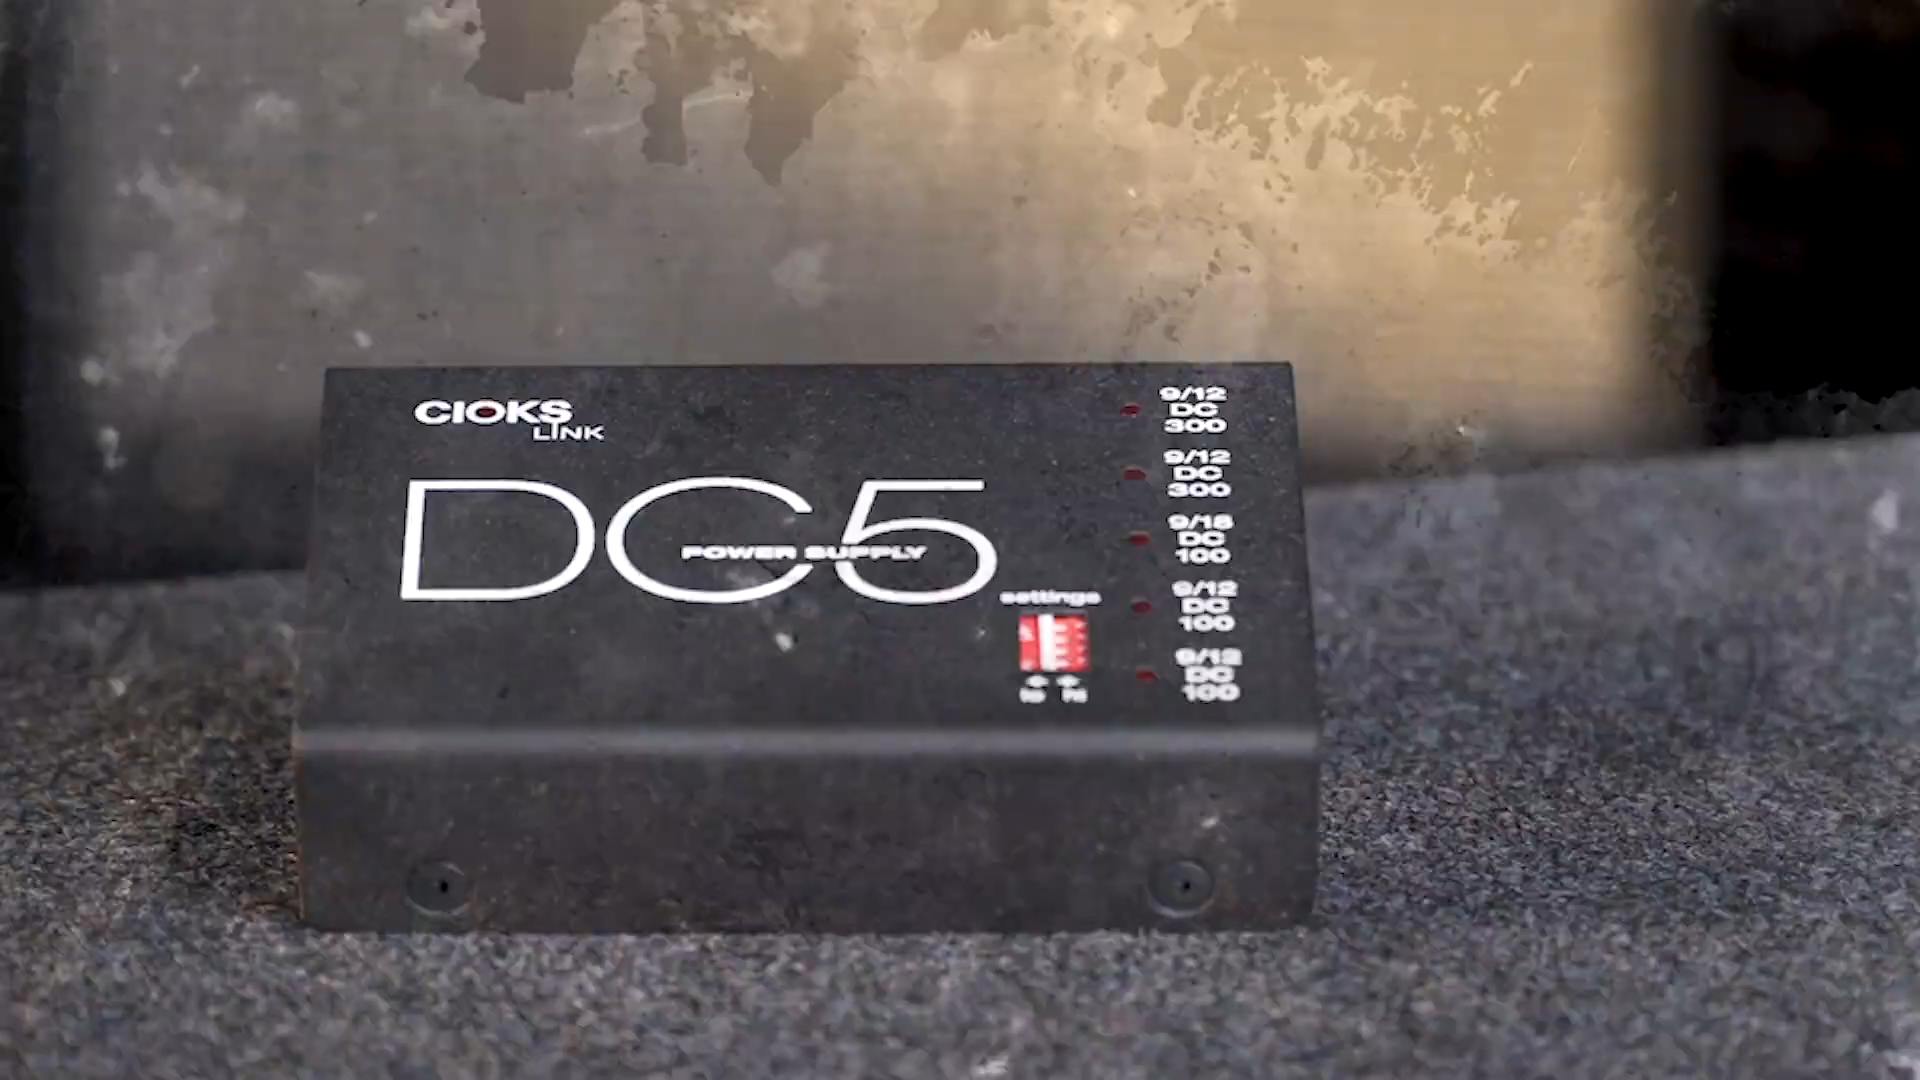 CIOKS
LINK
DC5
POWER SUPPLY
settings
9/12
DC
300
9/12
DC
300
9/18
DC
100
9/12
DC
100
9/12
DC
100